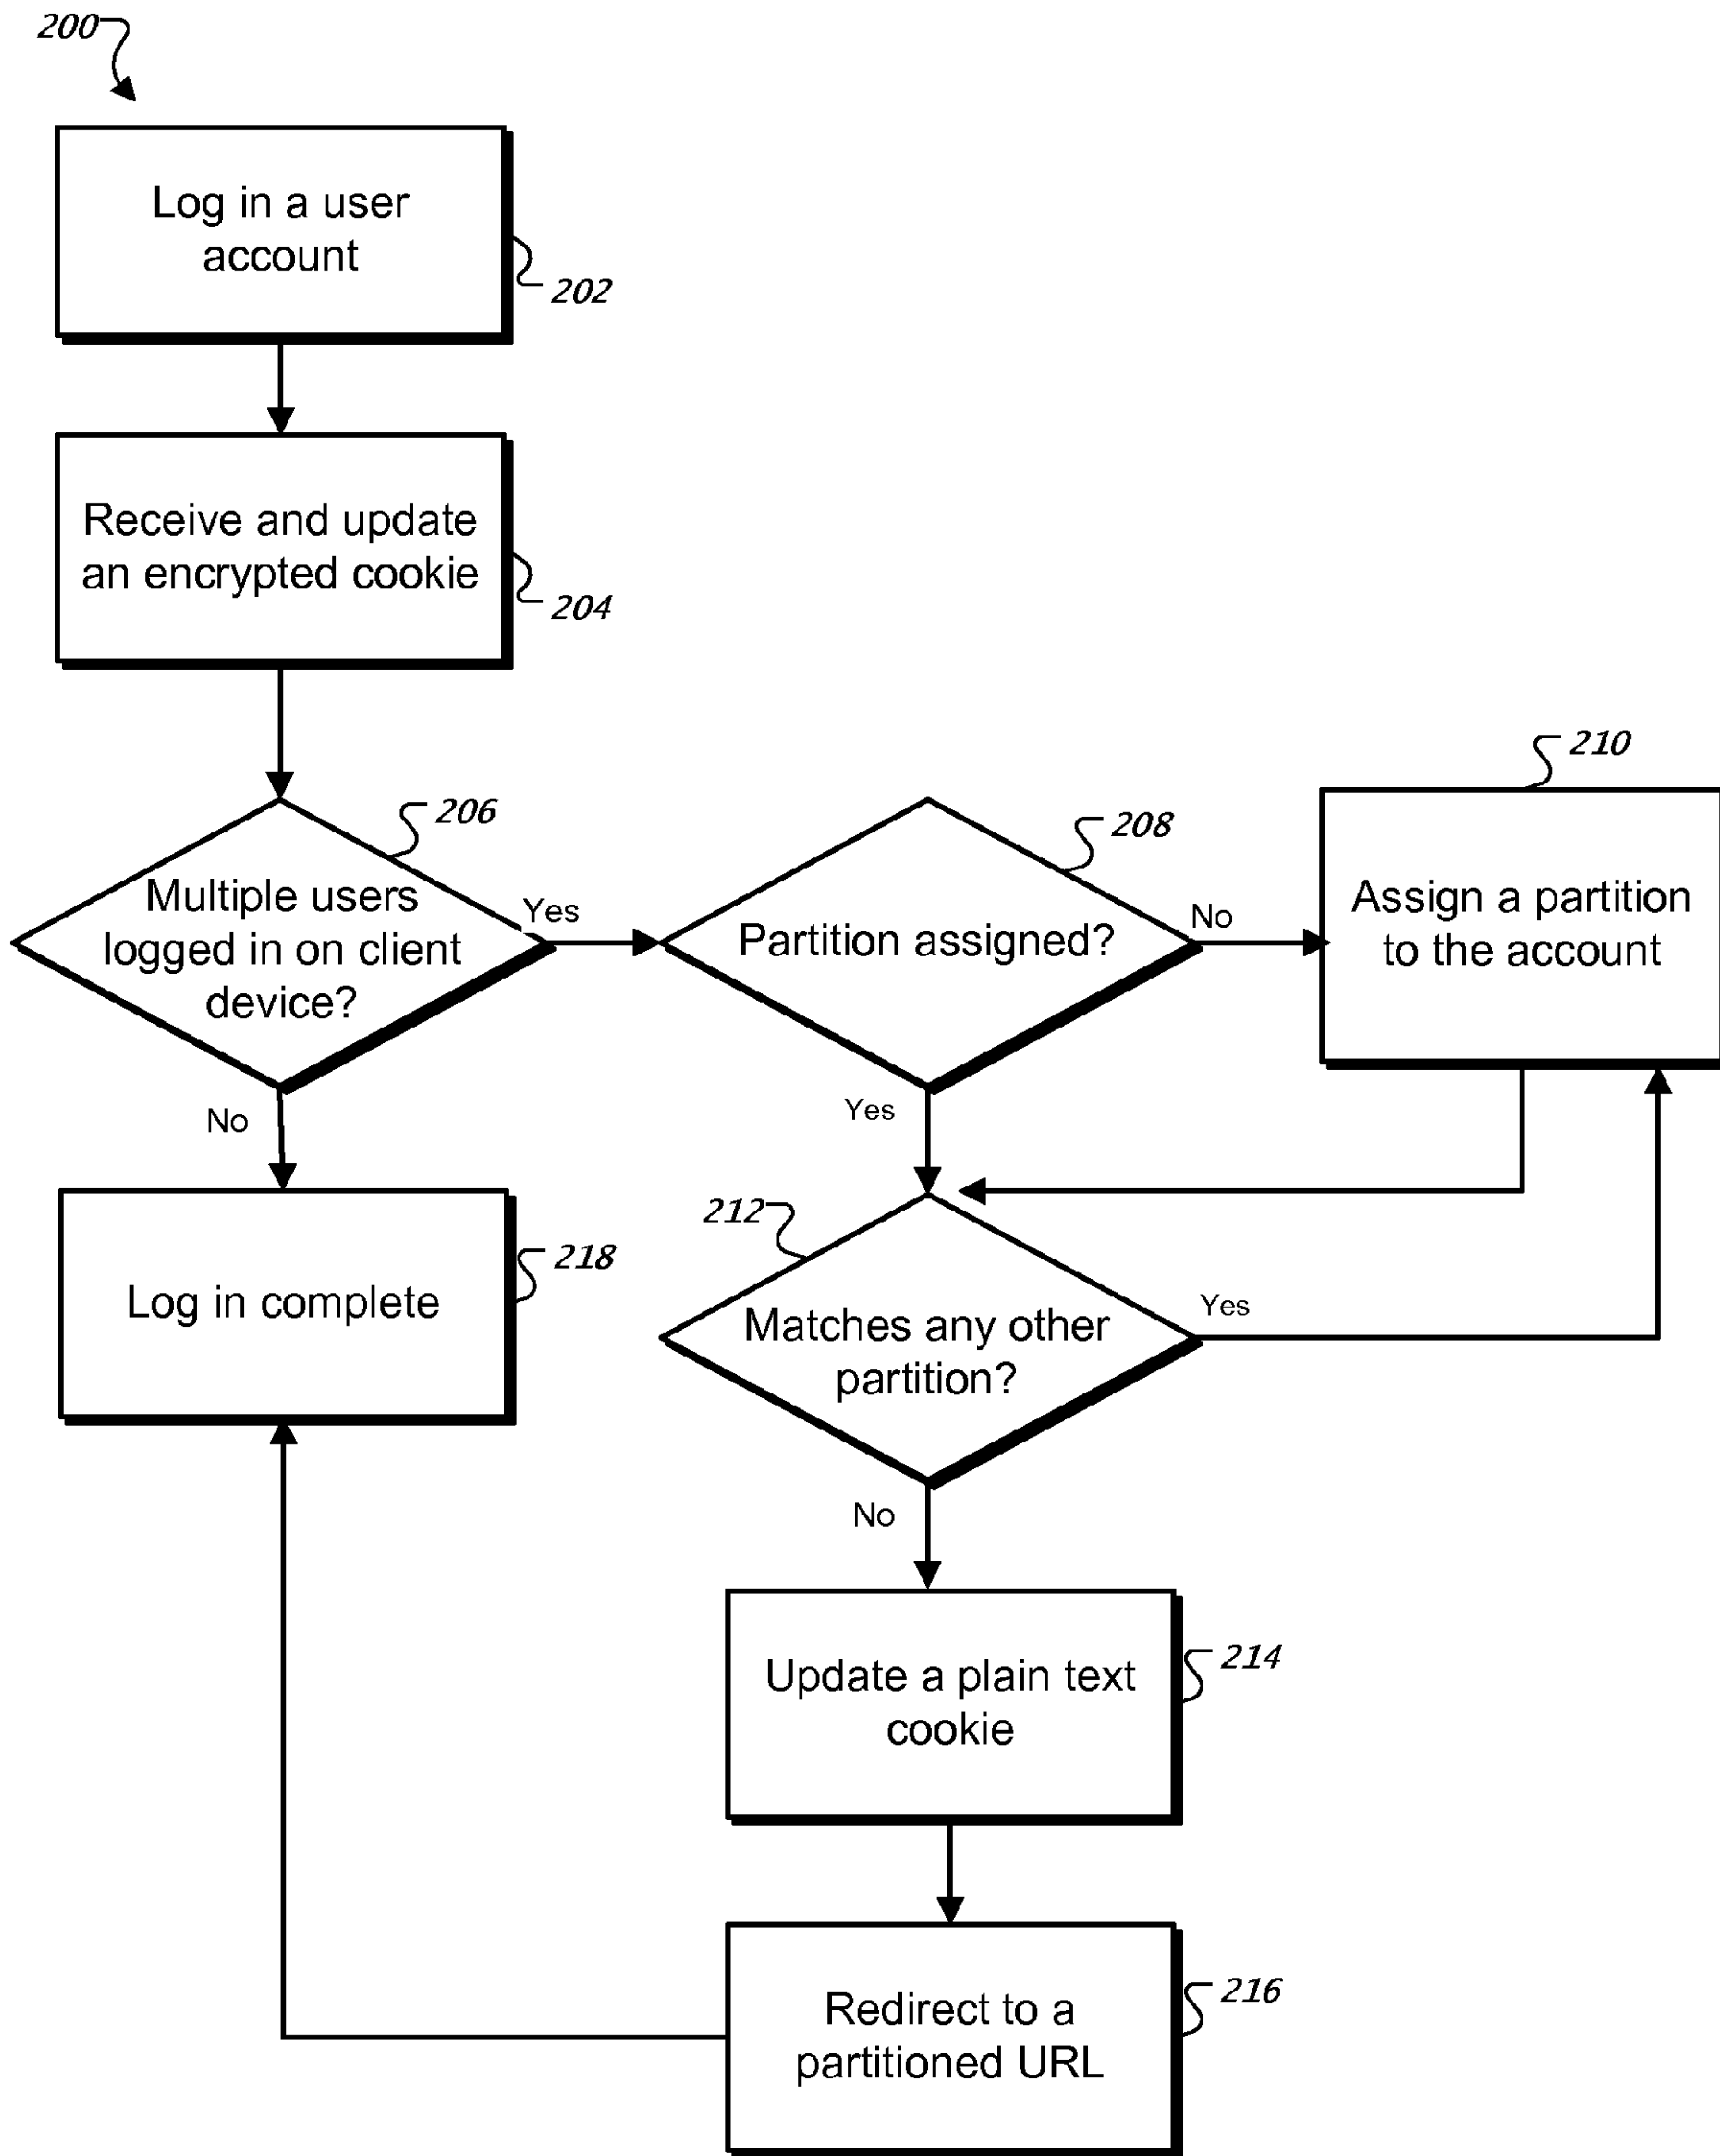 200
Log in a user
account
202
Receive and update
an encrypted cookie
204
206
Multiple users
logged in on client
device?
Yes
No
208
Partition assigned?
No
Yes
210
Assign a partition
to the account
212
Matches any other
partition?
Yes
No
218
Log in complete
Update a plain text
cookie
214
Redirect to a
partitioned URL
216